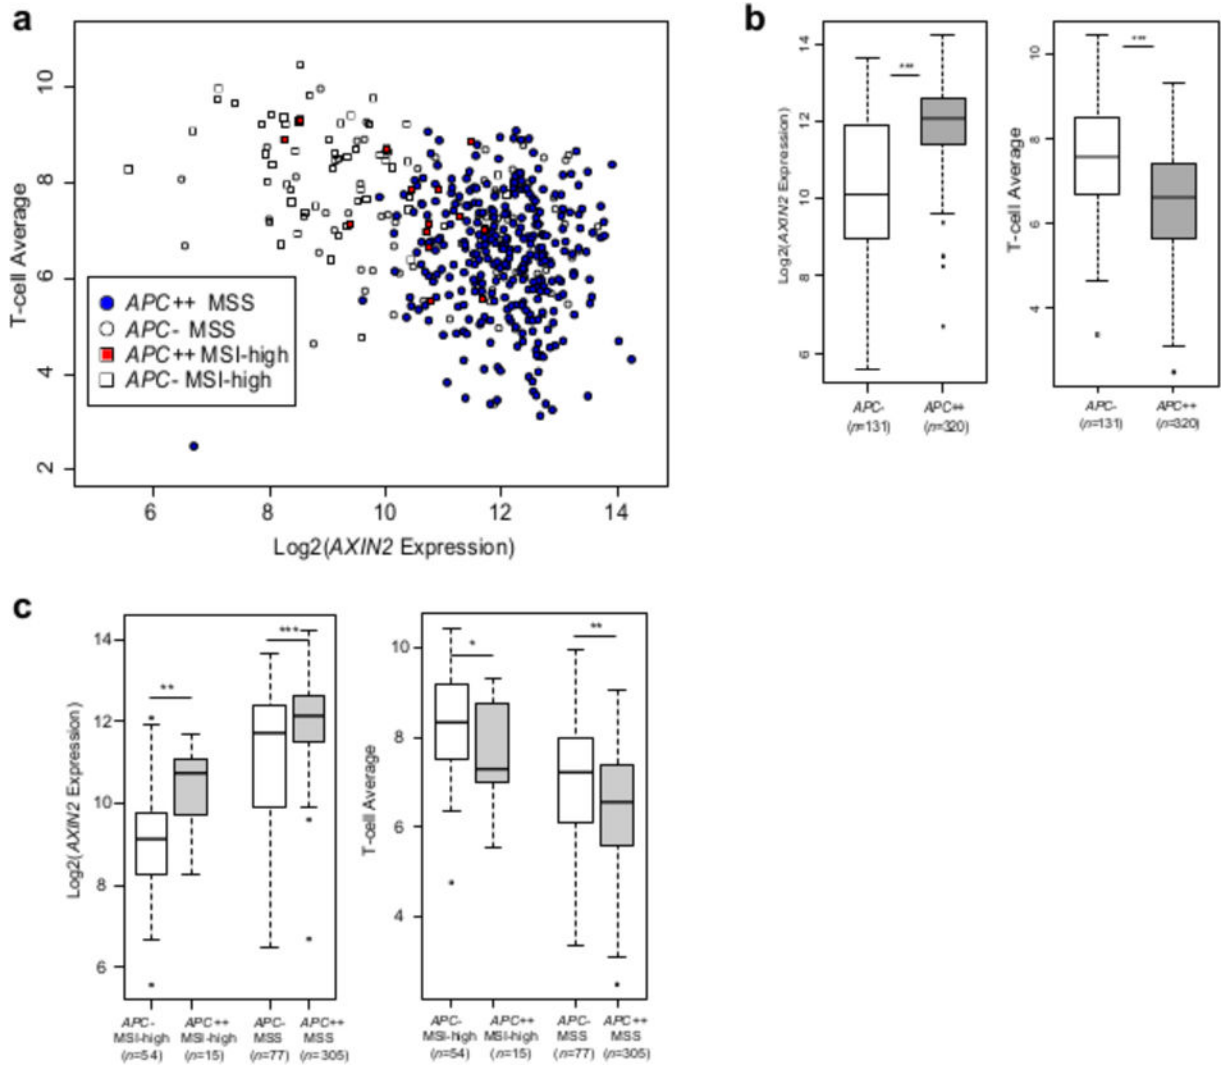 a
T-cell Average
10
8
6
4
2
APC++ MSS
APC- MSS
APC++ MSI-high
APC- MSI-high
6 8 10 12 14
Log2(AXIN2 Expression)
b
Log2(AXIN2 Expression)
14
12
10
8
6
***
APC- APC++
(n=131) (n=320)
T-cell Average
10
8
6
4
***
APC- APC++
(n=131) (n=320)
c
Log2(AXIN2 Expression)
14
12
10
8
6
**
***
APC- APC++ APC- APC++
MSI-high MSI-high MSS MSS
(n=54) (n=15) (n=77) (n=305)
T-cell Average
10
8
6
4
*
**
APC- APC++ APC- APC++
MSI-high MSI-high MSS MSS
(n=54) (n=15) (n=77) (n=305)